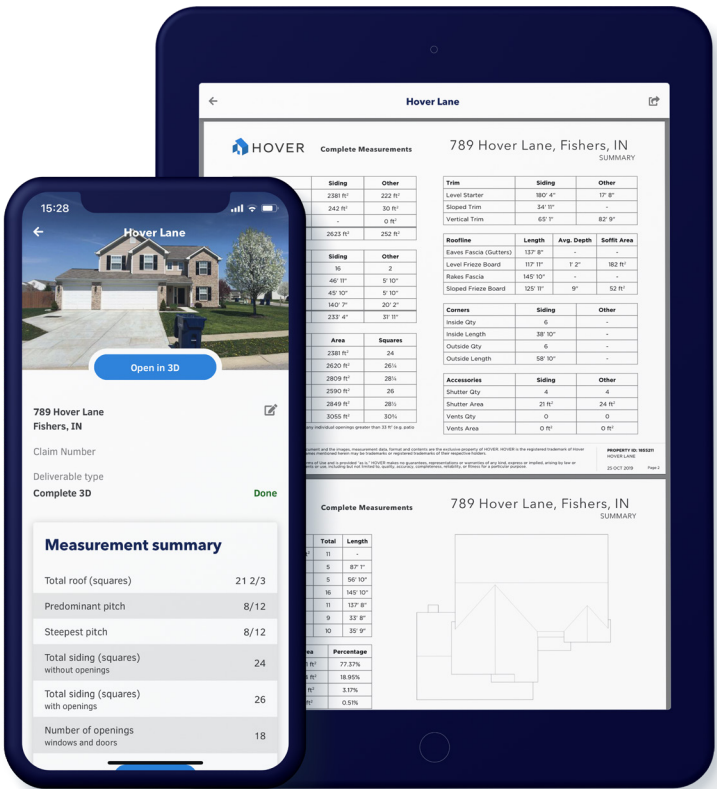 Hover Lane
HOVER Complete Measurements 789 Hover Lane, Fishers, IN
SUMMARY
Siding Other
2381 ft² 222 ft²
242 ft² 30 ft²
- 0 ft²
2623 ft² 252 ft²
Siding Other
16 2
46' 11" 5' 10"
45' 10" 5' 10"
140' 7" 20' 2"
233' 4" 31' 11"
Area Squares
2381 ft² 24
2620 ft² 26¼
2809 ft² 28¼
2590 ft² 26
2849 ft² 28½
3055 ft² 30¾
any individual openings greater than 33 ft² (e.g. patio
Trim Siding Other
Level Starter 180' 4" 17' 8"
Sloped Trim 34' 11" -
Vertical Trim 65' 1" 82' 9"
Roofline Length Avg. Depth Soffit Area
Eaves Fascia (Gutters) 137' 8" - -
Level Frieze Board 117' 11" 1' 2" 182 ft²
Rakes Fascia 145' 10" - -
Sloped Frieze Board 125' 11" 9" 52 ft²
Corners Siding Other
Inside Qty 6 -
Inside Length 38' 10" -
Outside Qty 6 -
Outside Length 58' 10" -
Accessories Siding Other
Shutter Qty 4 4
Shutter Area 21 ft² 24 ft²
Vents Qty 0 0
Vents Area 0 ft² 0 ft²
HOVER LANE
25 OCT 2019 Page 2
Complete Measurements 789 Hover Lane, Fishers, IN
SUMMARY
Total Length
11 -
5 87' 1"
5 56' 10"
16 145' 10"
11 137' 8"
9 33' 8"
10 35' 9"
Percentage
77.37%
18.95%
3.17%
0.51%
15:28
Hover Lane
Open in 3D
789 Hover Lane
Fishers, IN
Claim Number
Deliverable type
Complete 3D Done
Measurement summary
Total roof (squares) 21 2/3
Predominant pitch 8/12
Steepest pitch 8/12
Total siding (squares) 24
without openings
Total siding (squares) 26
with openings
Number of openings 18
windows and doors